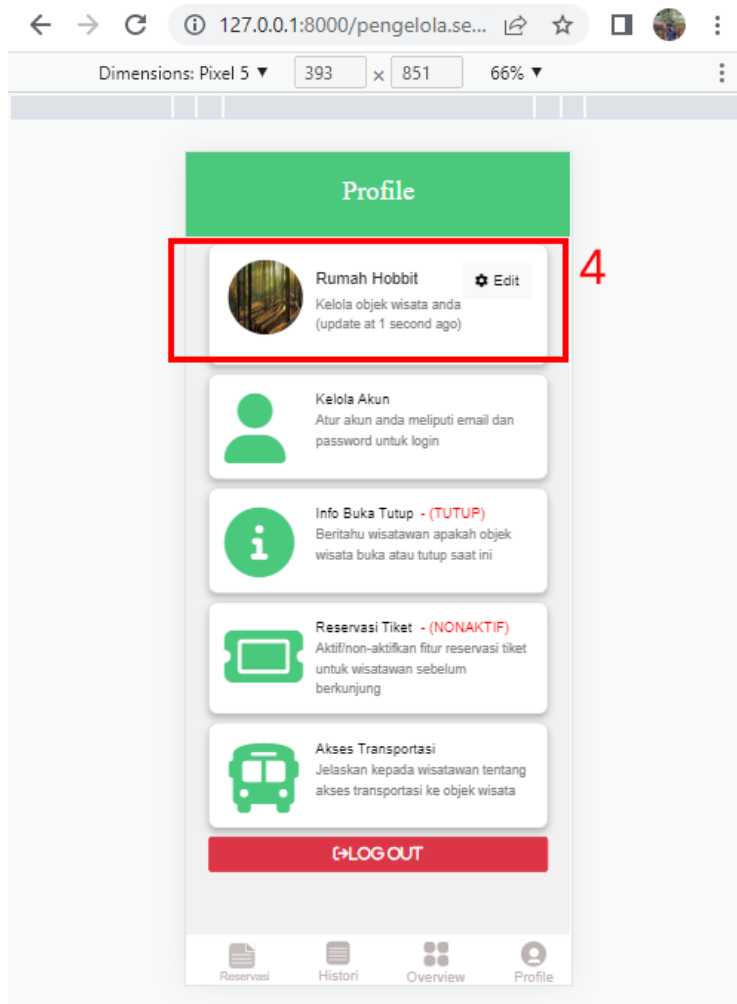 127.0.0.1:8000/pengelola.se...
Dimensions: Pixel 5 ▼ 393 × 851 66% ▼
Profile
4
Rumah Hobbit
Edit
Kelola objek wisata anda
(update at 1 second ago)
Kelola Akun
Atur akun anda meliputi email dan
password untuk login
Info Buka Tutup - (TUTUP)
Beritahu wisatawan apakah objek
wisata buka atau tutup saat ini
Reservasi Tiket - (NONAKTIF)
Aktif/non-aktifkan fitur reservasi tiket
untuk wisatawan sebelum
berkunjung
Akses Transportasi
Jelaskan kepada wisatawan tentang
akses transportasi ke objek wisata
LOG OUT
Reservasi Histori Overview Profile